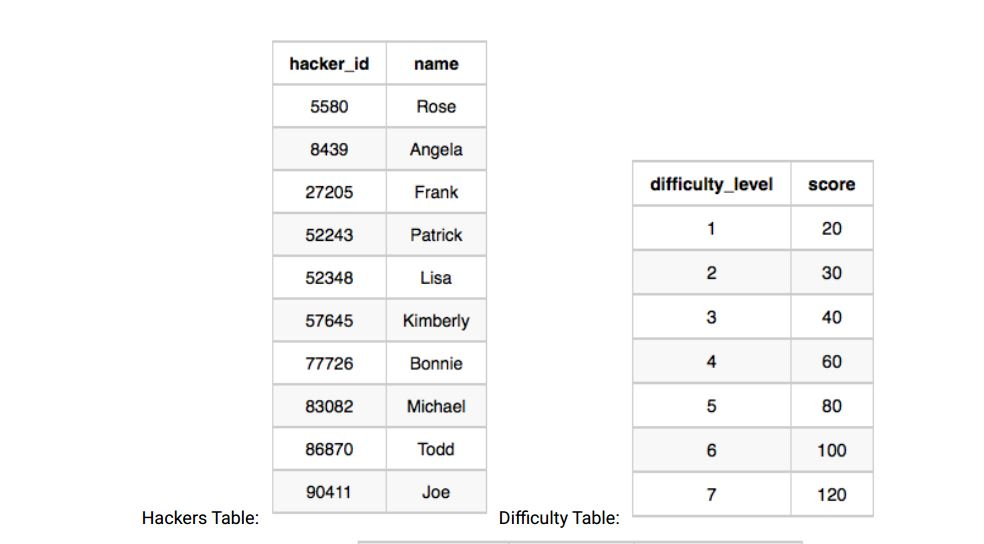 hacker_id name
5580 Rose
8439 Angela
27205 Frank
52243 Patrick
52348 Lisa
57645 Kimberly
77726 Bonnie
83082 Michael
86870 Todd
90411 Joe
Hackers Table:
difficulty_level score
1 20
2 30
3 40
4 60
5 80
6 100
7 120
Difficulty Table: